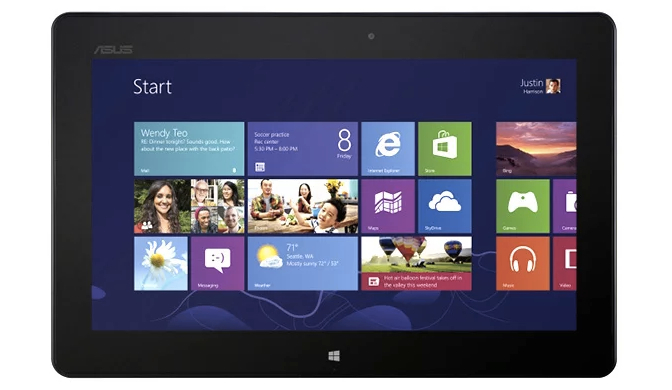 ASUS
Start
Justin
Harrison
Wendy Teo
RE: Dinner tonight? Sounds good. How
about the new place with the back patio?
Mail
8
Soccer practice
Rec center
5:30 PM – 8:00 PM
8
Friday
Internet Explorer
Store
Bing
Maps
SkyDrive
Games
Camera
:-)
Messaging
71°
Seattle, WA
Mostly sunny 72° / 53°
Weather
Hot air balloon festival takes off in
the valley this weekend
Music
Video